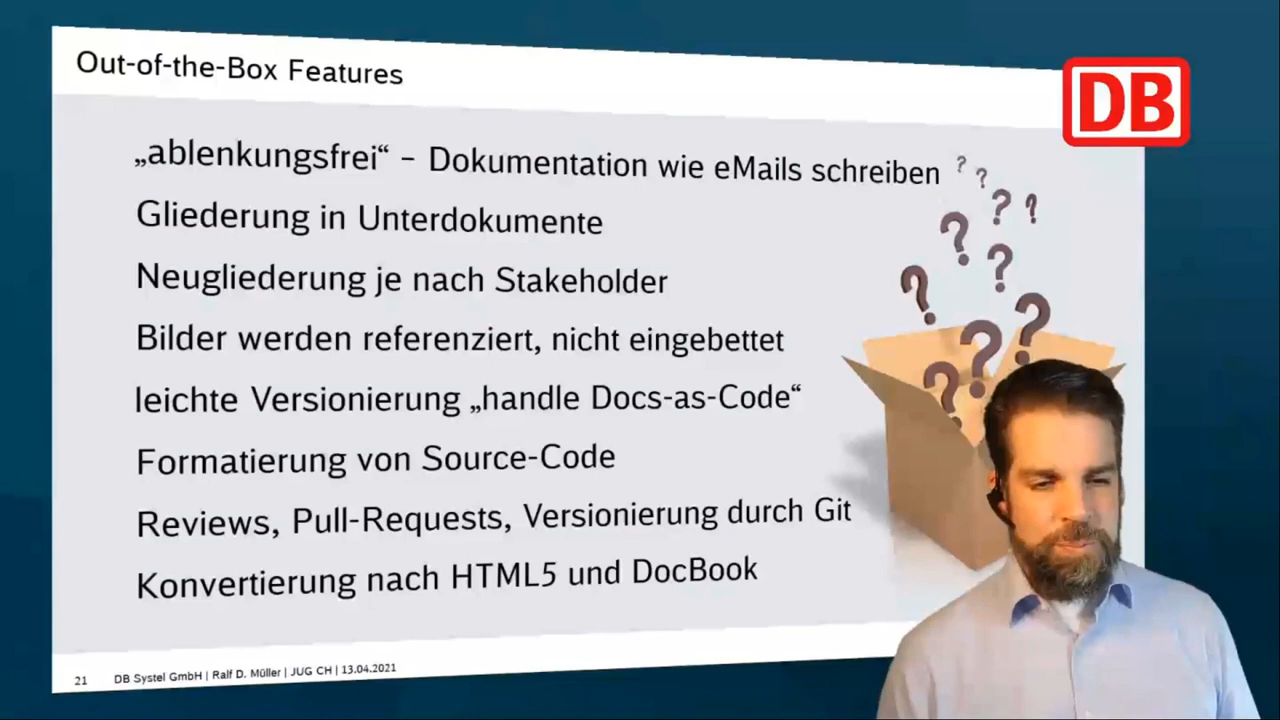 Out-of-the-Box Features
DB
„ablenkungsfrei“ – Dokumentation wie eMails schreiben
Gliederung in Unterdokumente
Neugliederung je nach Stakeholder
Bilder werden referenziert, nicht eingebettet
leichte Versionierung „handle Docs-as-Code“
Formatierung von Source-Code
Reviews, Pull-Requests, Versionierung durch Git
Konvertierung nach HTML5 und DocBook
21 DB Systel GmbH | Ralf D. Müller | JUG CH | 13.04.2021